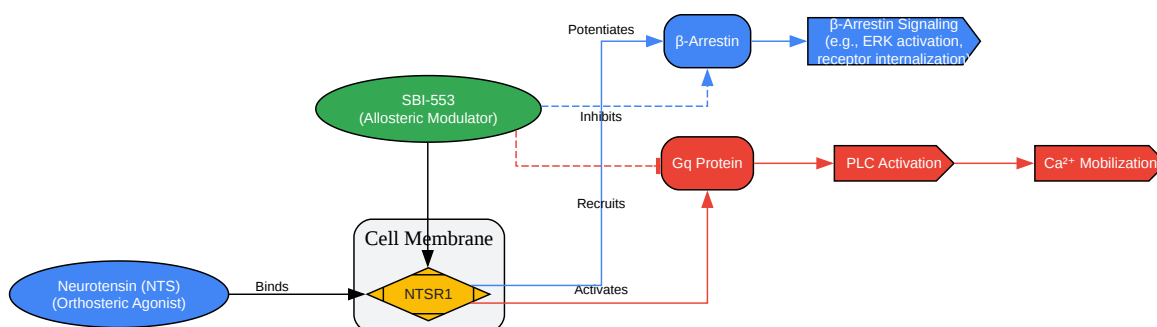 Potentiates
β-Arrestin
β-Arrestin Signaling
(e.g., ERK activation,
receptor internalization)
SBI-553
(Allosteric Modulator)
Inhibits
Gq Protein
PLC Activation
Ca²⁺ Mobilization
Recruits
Cell Membrane
Neurotensin (NTS)
(Orthosteric Agonist)
Binds
NTSR1
Activates